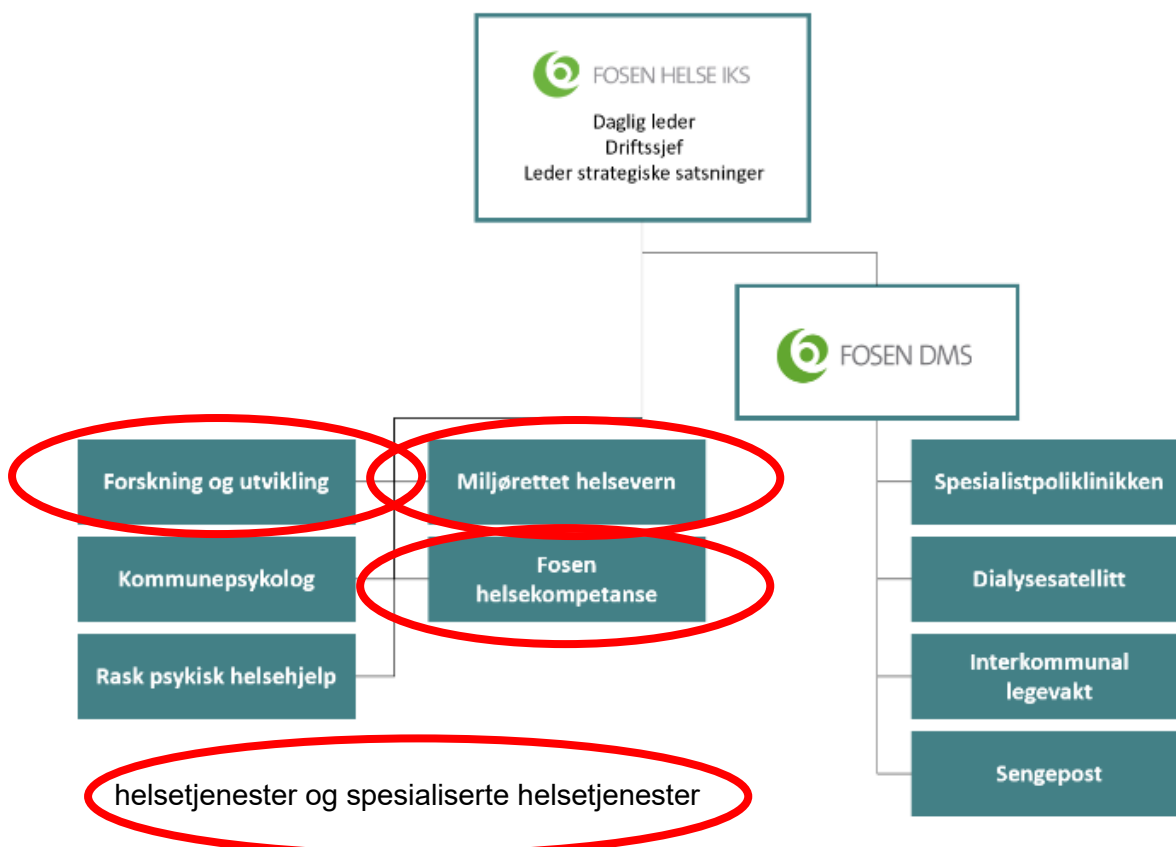 FOSEN HELSE IKS
Daglig leder
Driftssjef
Leder strategiske satsninger
FOSEN DMS
Forskning og utvikling
Miljørettet helsevern
Spesialistpoliklinikken
Kommunepsykolog
Fosen
helsekompetanse
Dialysesatellitt
Rask psykisk helsehjelp
Interkommunal
legevakt
Sengepost
helsetjenester og spesialiserte helsetjenester